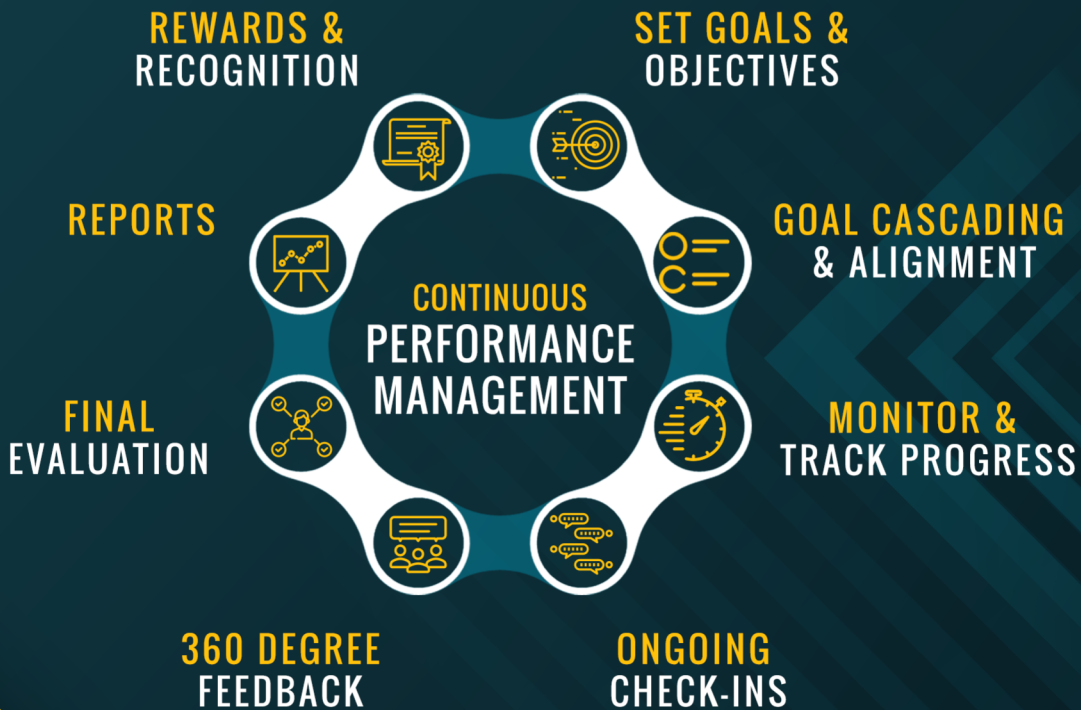 REWARDS &
RECOGNITION
SET GOALS &
OBJECTIVES
REPORTS
GOAL CASCADING
& ALIGNMENT
CONTINUOUS
PERFORMANCE
MANAGEMENT
FINAL
EVALUATION
MONITOR &
TRACK PROGRESS
360 DEGREE
FEEDBACK
ONGOING
CHECK-INS